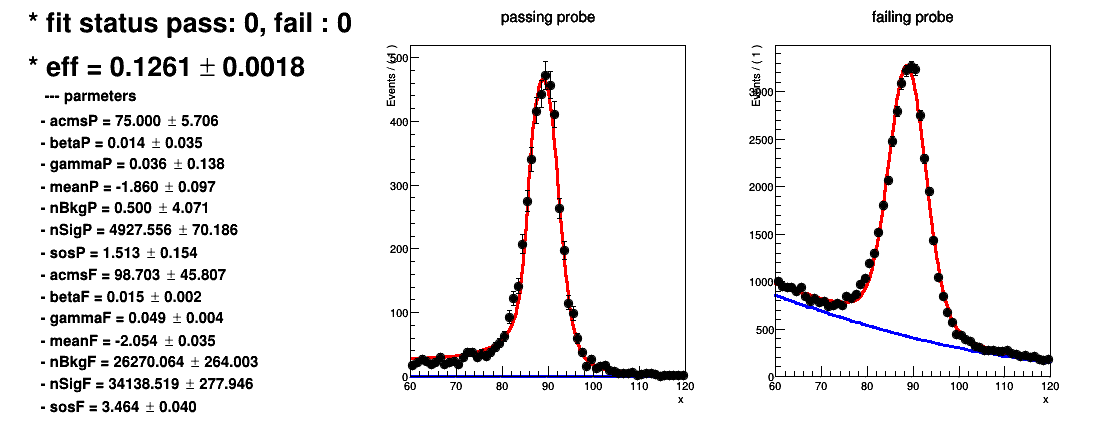 * fit status pass: 0, fail : 0
* eff = 0.1261 ± 0.0018
--- parmeters
- acmsP = 75.000 ± 5.706
- betaP = 0.014 ± 0.035
- gammaP = 0.036 ± 0.138
- meanP = -1.860 ± 0.097
- nBkgP = 0.500 ± 4.071
- nSigP = 4927.556 ± 70.186
- sosP = 1.513 ± 0.154
- acmsF = 98.703 ± 45.807
- betaF = 0.015 ± 0.002
- gammaF = 0.049 ± 0.004
- meanF = -2.054 ± 0.035
- nBkgF = 26270.064 ± 264.003
- nSigF = 34138.519 ± 277.946
- sosF = 3.464 ± 0.040
passing probe
Events / ( 1 )
500
400
300
200
100
0
60 70 80 90 100 110 120
x
failing probe
Events / ( 1 )
3000
2500
2000
1500
1000
500
0
60 70 80 90 100 110 120
x